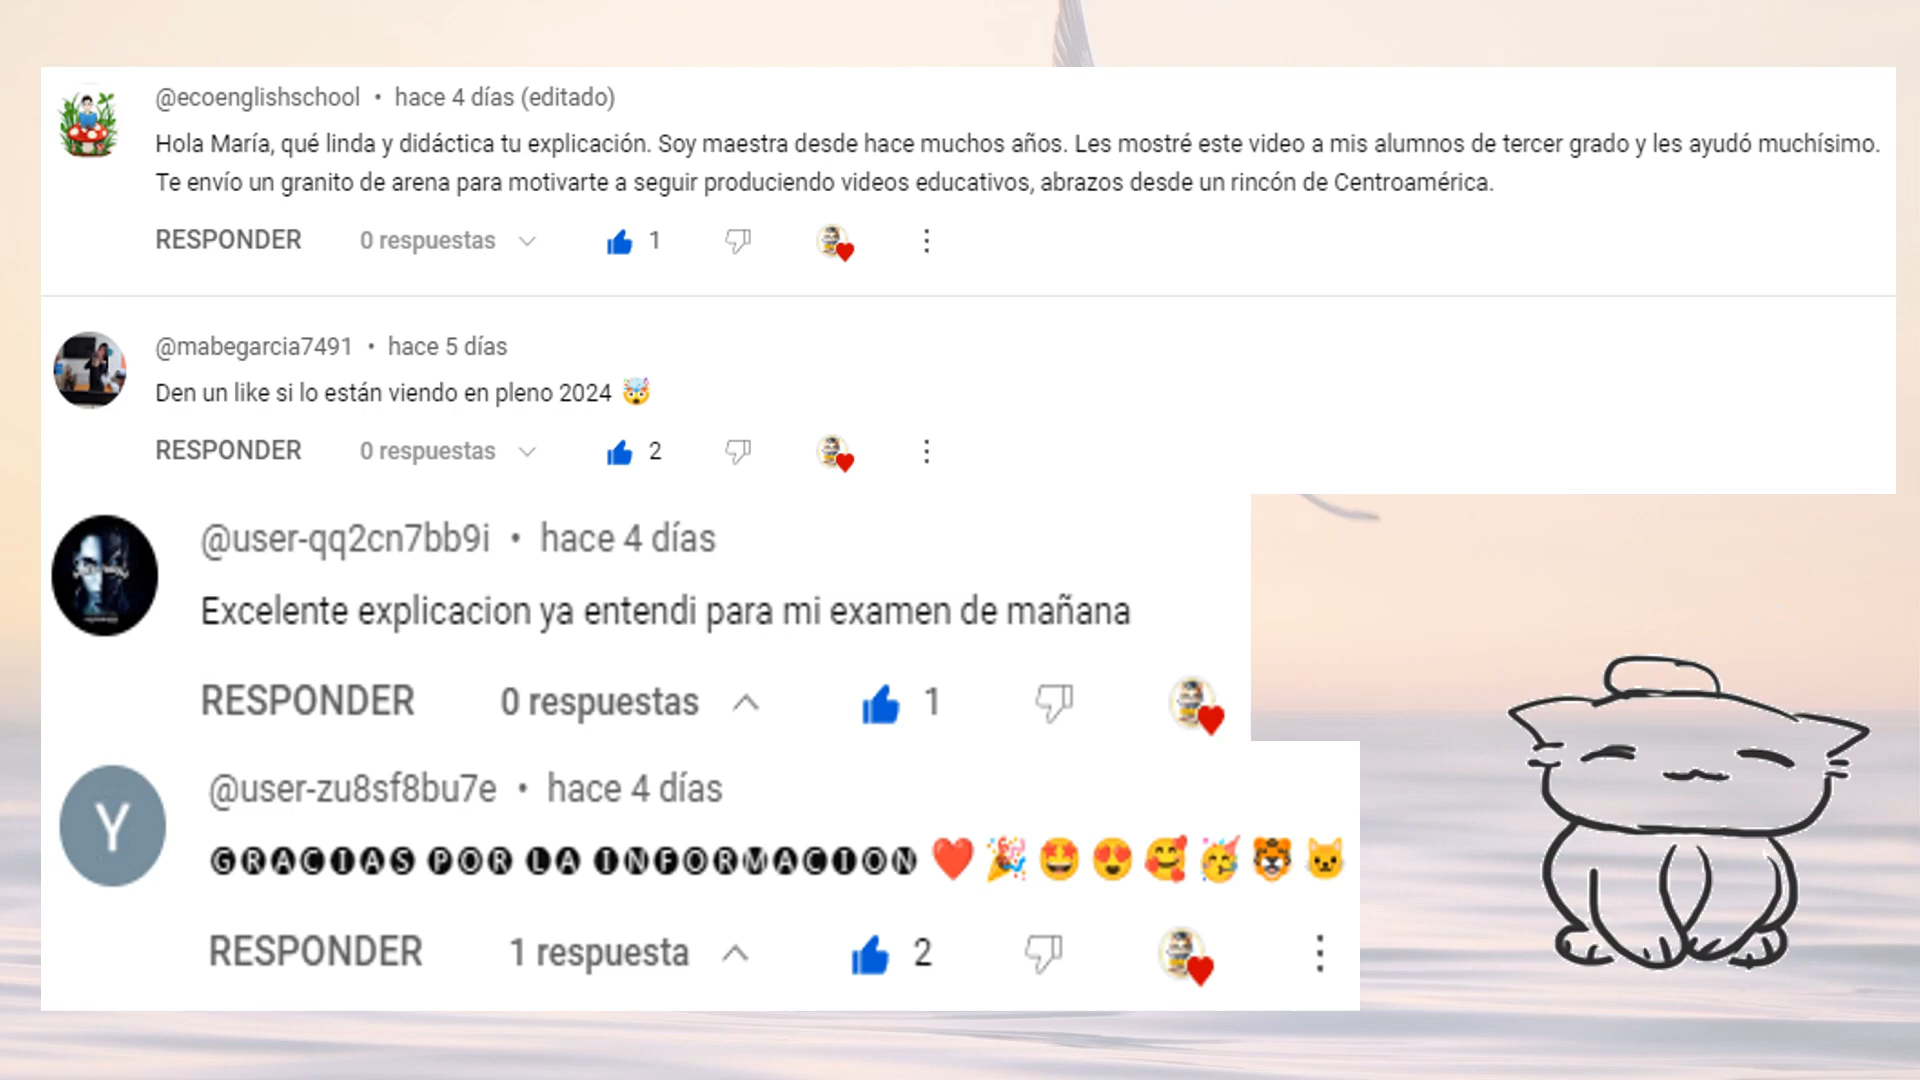 @ecoenglishschool • hace 4 días (editado)
Hola María, qué linda y didáctica tu explicación. Soy maestra desde hace muchos años. Les mostré este video a mis alumnos de tercer grado y les ayudó muchísimo.
Te envío un granito de arena para motivarte a seguir produciendo videos educativos, abrazos desde un rincón de Centroamérica.
RESPONDER 0 respuestas 1
@mabegarcia7491 • hace 5 días
Den un like si lo están viendo en pleno 2024 🤯
RESPONDER 0 respuestas 2
@user-qq2cn7bb9i • hace 4 días
Excelente explicacion ya entendi para mi examen de mañana
RESPONDER 0 respuestas 1
Y
@user-zu8sf8bu7e • hace 4 días
🅖🅡🅐🅒🅘🅐🅢 🅟🅞🅡 🅛🅐 🅘🅝🅕🅞🅡🅜🅐🅒🅘🅞🅝 ❤️🎉🤩😍🥰🥳🐯🐱
RESPONDER 1 respuesta 2